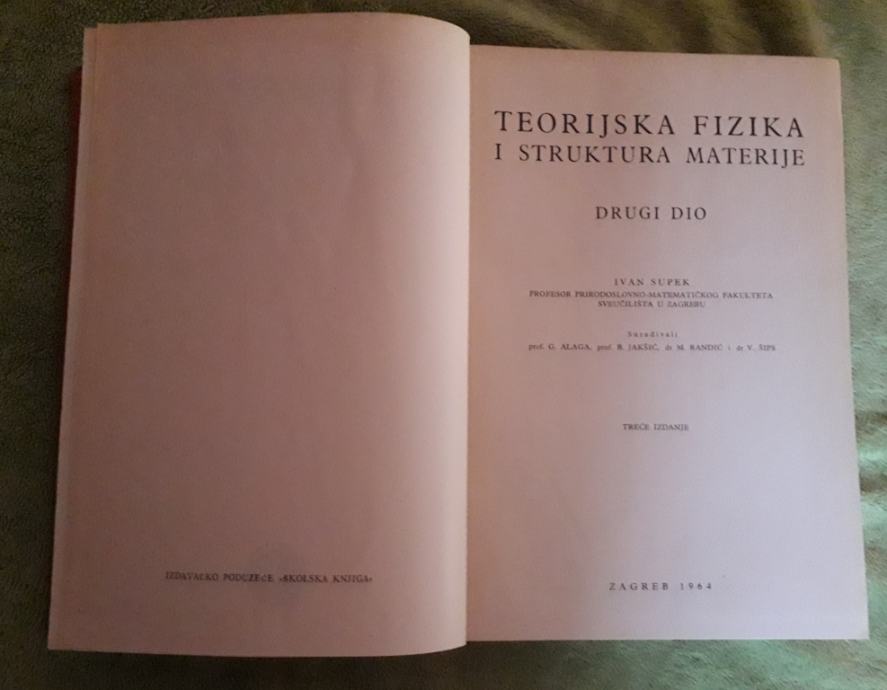 IZDAVAČKO PODUZEĆE »ŠKOLSKA KNJIGA«
TEORIJSKA FIZIKA
I STRUKTURA MATERIJE
DRUGI DIO
IVAN SUPEK
PROFESOR PRIRODOSLOVNO-MATEMATIČKOG FAKULTETA
SVEUČILIŠTA U ZAGREBU
Surađivali
prof. G. ALAGA, prof. B. JAKŠIĆ, dr M. RANDIĆ i dr V. ŠIPS
TREĆE IZDANJE
ZAGREB 1964